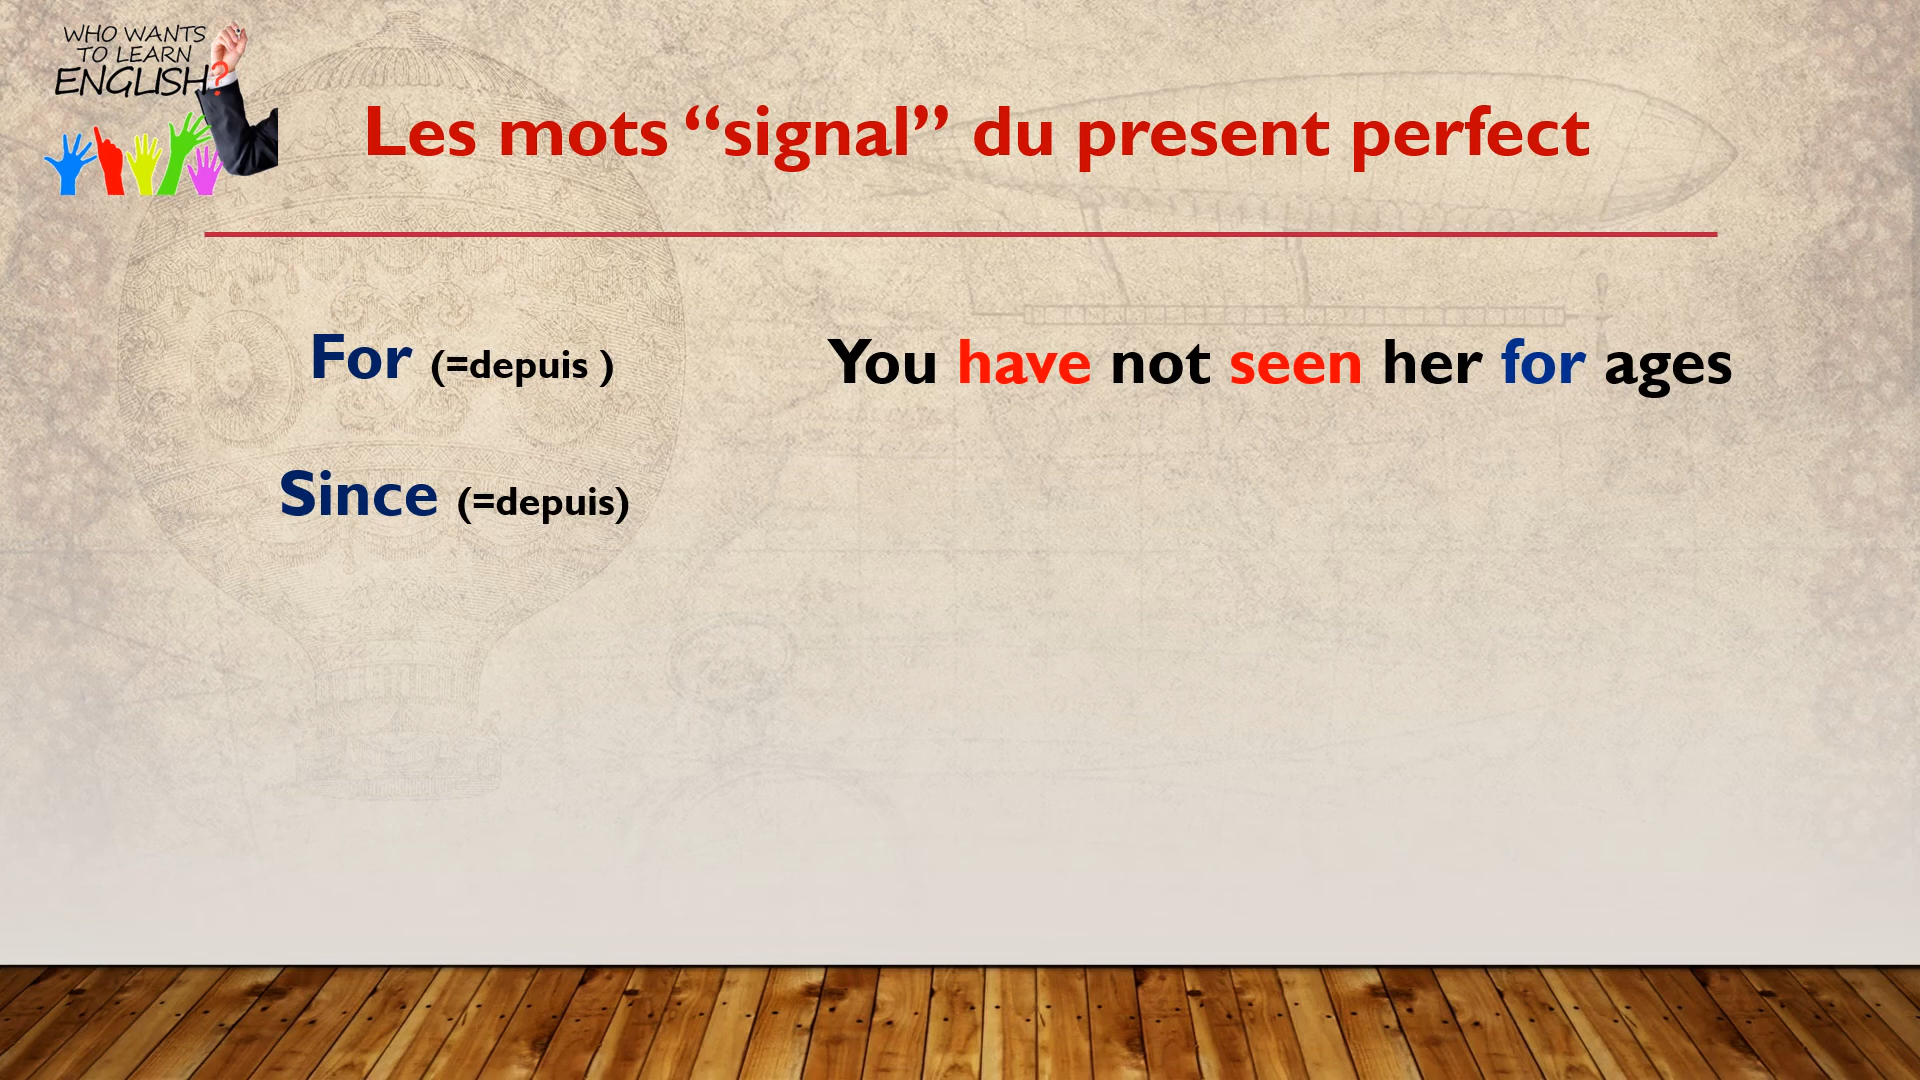 WHO WANTS
TO LEARN
ENGLISH?
Les mots “signal” du present perfect
For (=depuis )
You have not seen her for ages
Since (=depuis)